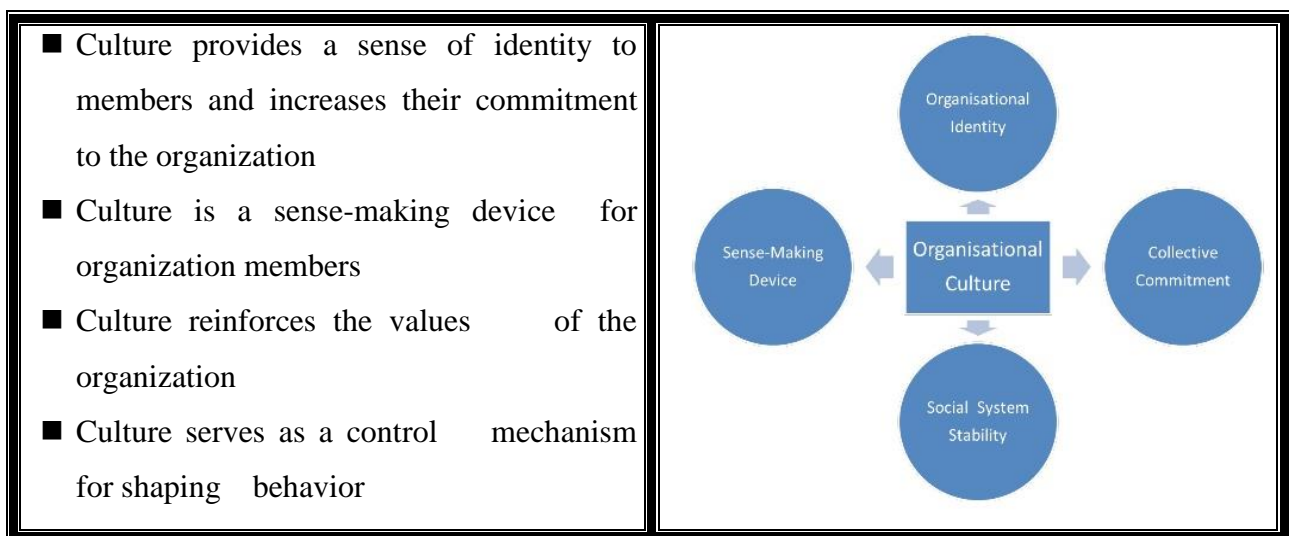 ■ Culture provides a sense of identity to
members and increases their commitment
to the organization
■ Culture is a sense-making device for
organization members
■ Culture reinforces the values of the
organization
■ Culture serves as a control mechanism
for shaping behavior
Organisational
Identity
Sense-Making
Device
Organisational
Culture
Collective
Commitment
Social System
Stability